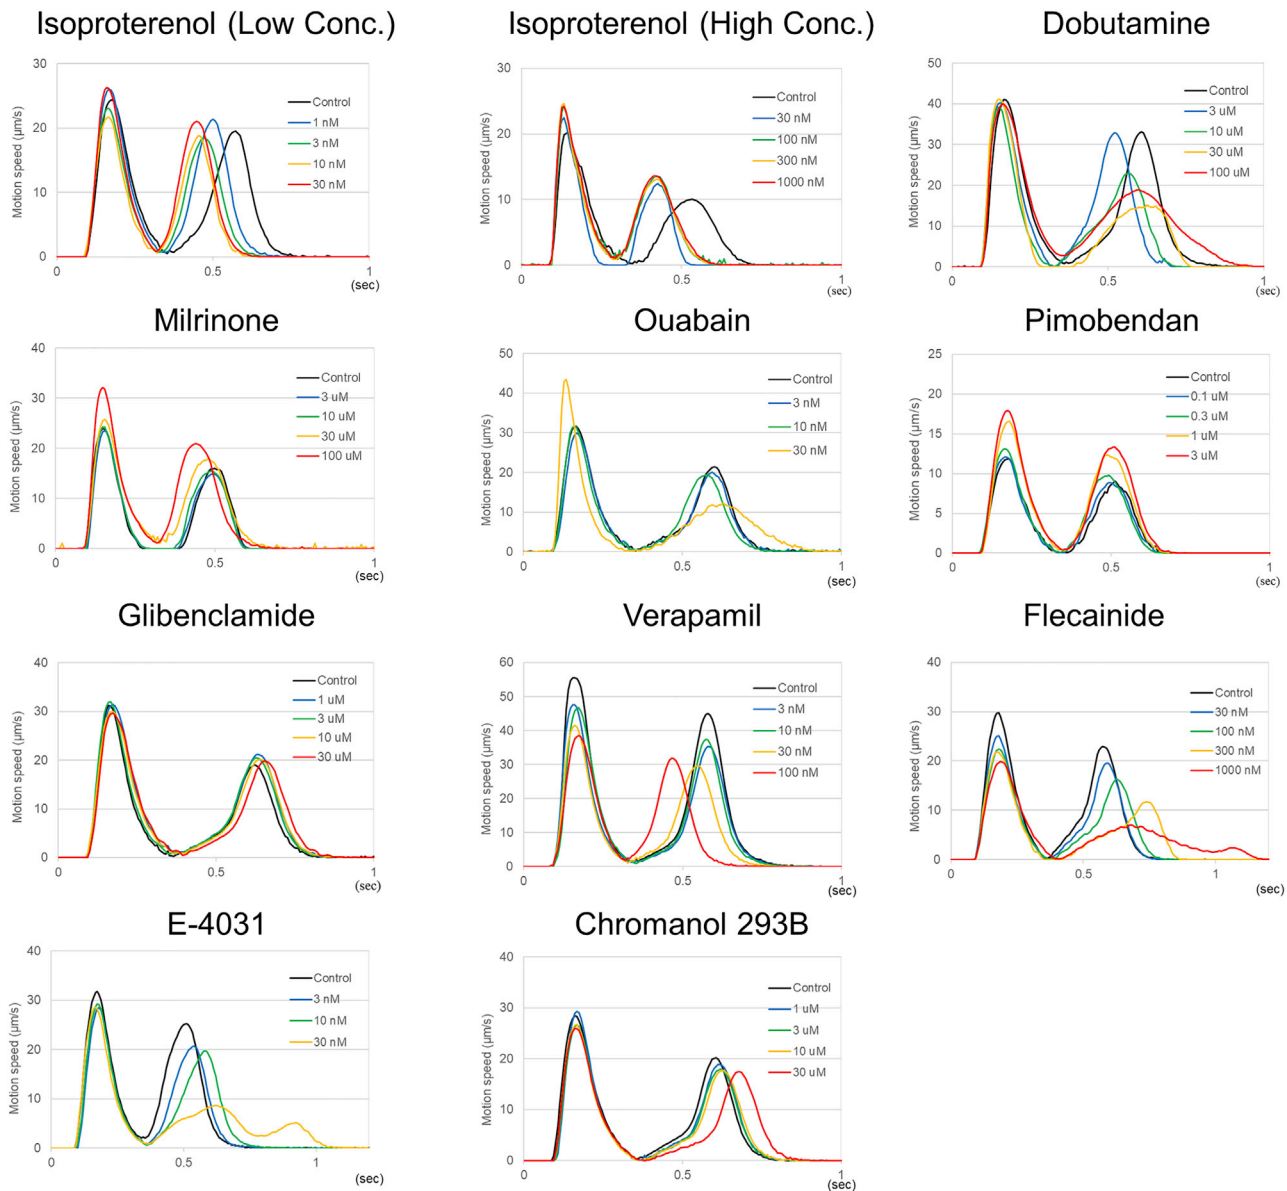 Isoproterenol (Low Conc.)
Isoproterenol (High Conc.)
Dobutamine
Motion speed (µm/s)
30
20
10
0
0
0.5
1
(sec)
Control
1 nM
3 nM
10 nM
30 nM
Motion speed (µm/s)
30
20
10
0
0
0.5
1
(sec)
Control
30 nM
100 nM
300 nM
1000 nM
Motion speed (µm/s)
50
40
30
20
10
0
0
0.5
1
(sec)
Control
3 uM
10 uM
30 uM
100 uM
Milrinone
Ouabain
Pimobendan
Motion speed (µm/s)
40
30
20
10
0
0
0.5
1
(sec)
Control
3 uM
10 uM
30 uM
100 uM
Motion speed (µm/s)
50
40
30
20
10
0
0
0.5
1
(sec)
Control
3 nM
10 nM
30 nM
Motion speed (µm/s)
25
20
15
10
5
0
0
0.5
1
(sec)
Control
0.1 uM
0.3 uM
1 uM
3 uM
Glibenclamide
Verapamil
Flecainide
Motion speed (µm/s)
40
30
20
10
0
0
0.5
1
(sec)
Control
1 uM
3 uM
10 uM
30 uM
Motion speed (µm/s)
60
50
40
30
20
10
0
0
0.5
1
(sec)
Control
3 nM
10 nM
30 nM
100 nM
Motion speed (µm/s)
40
30
20
10
0
0
0.5
1
(sec)
Control
30 nM
100 nM
300 nM
1000 nM
E-4031
Chromanol 293B
Motion speed (µm/s)
40
30
20
10
0
0
0.5
1
(sec)
Control
3 nM
10 nM
30 nM
Motion speed (µm/s)
40
30
20
10
0
0
0.5
1
(sec)
Control
1 uM
3 uM
10 uM
30 uM